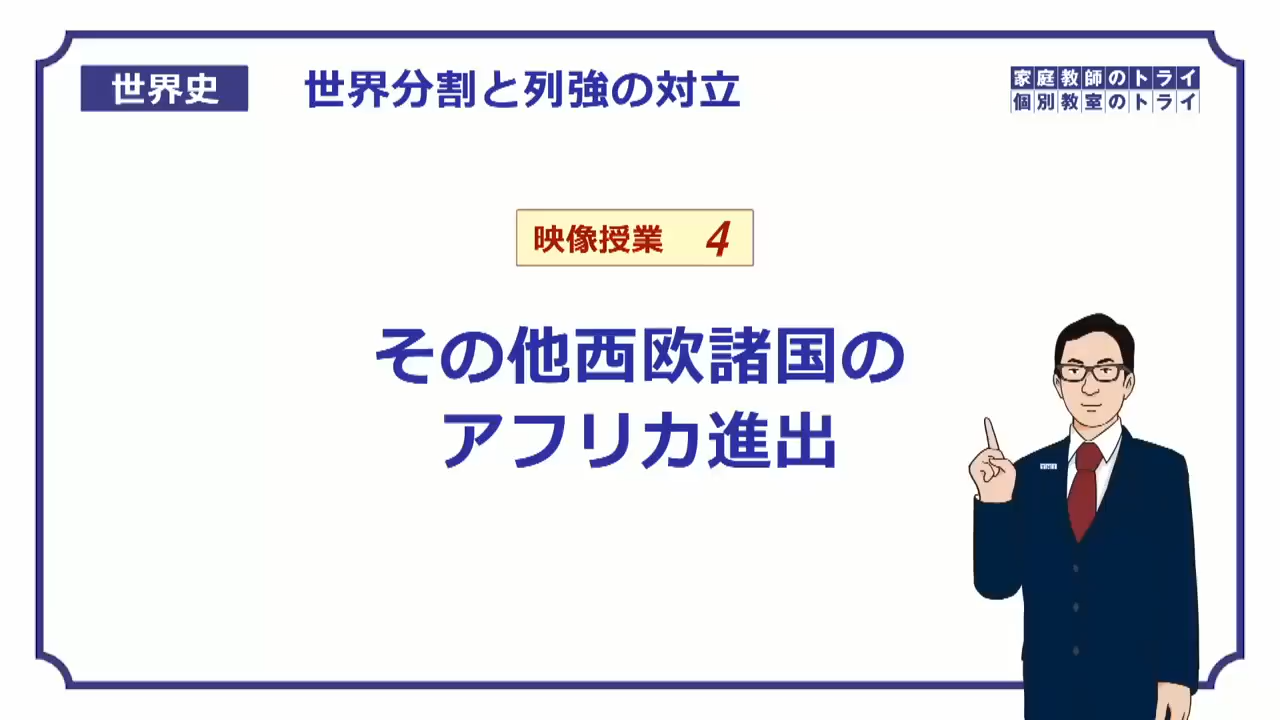 世界史
世界分割と列強の対立
家庭教師のトライ
個別教室のトライ
映像授業 4
その他西欧諸国の
アフリカ進出